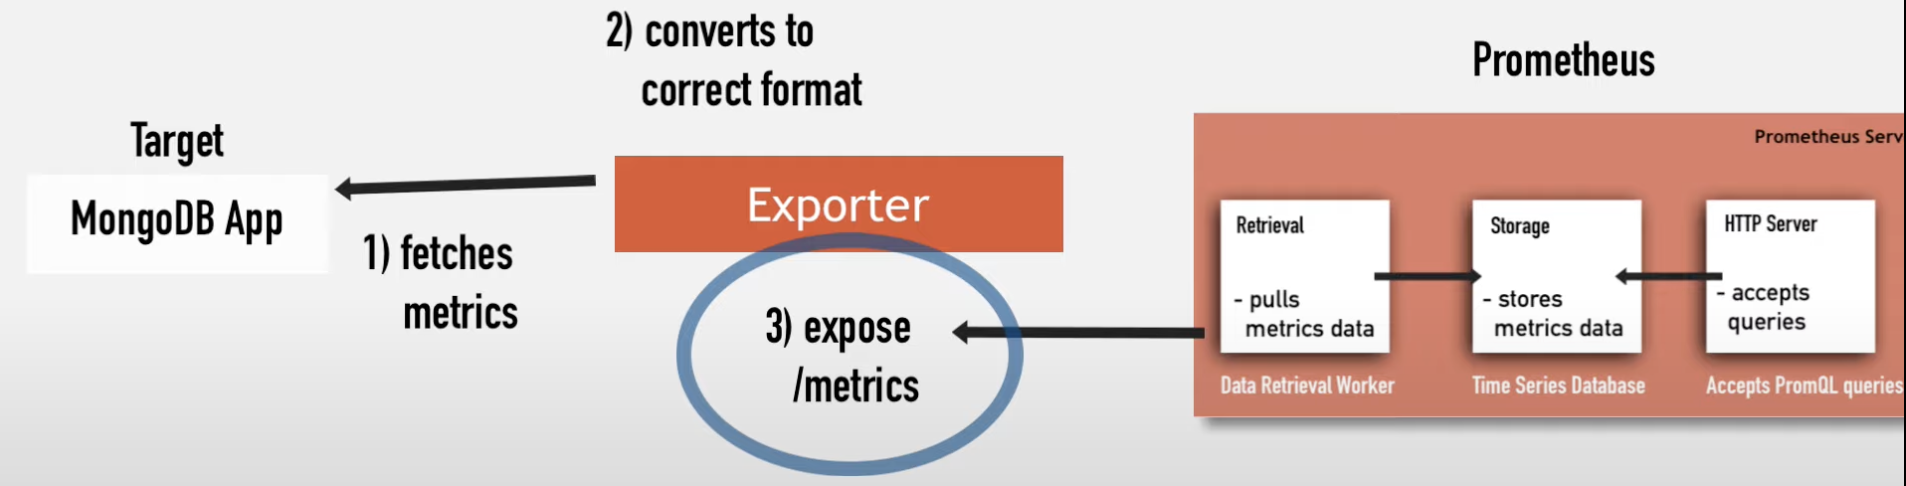 2) converts to
correct format
Prometheus
Target
MongoDB App
1) fetches
metrics
Exporter
3) expose
/metrics
Prometheus Serv
Retrieval
- pulls
metrics data
Data Retrieval Worker
Storage
- stores
metrics data
Time Series Database
HTTP Server
- accepts
queries
Accepts PromQL queries